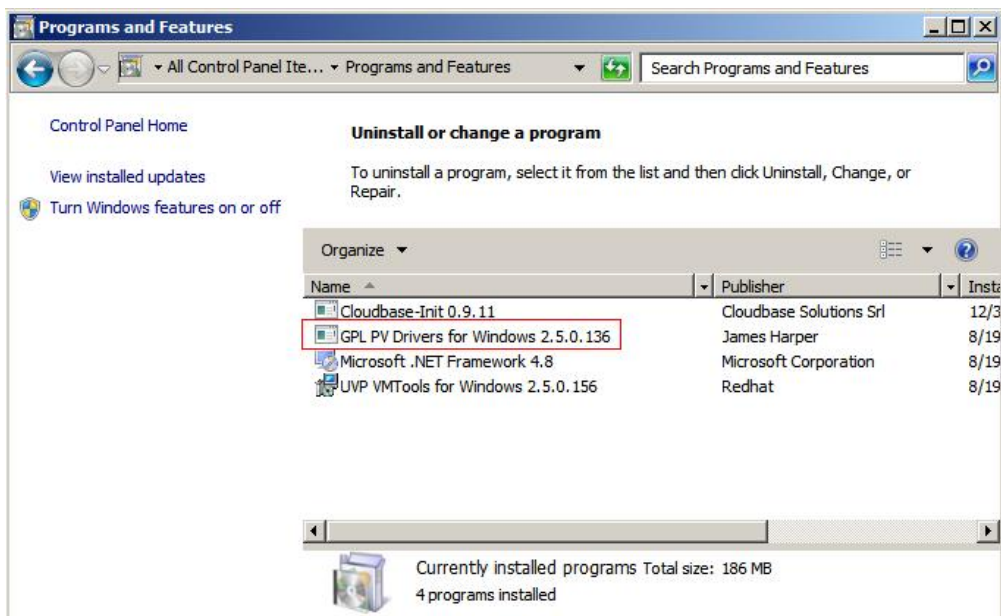 Programs and Features
All Control Panel Ite... Programs and Features
Search Programs and Features
Control Panel Home
View installed updates
Turn Windows features on or off
Uninstall or change a program
To uninstall a program, select it from the list and then click Uninstall, Change, or
Repair.
Organize
Name Publisher Insta
Cloudbase-Init 0.9.11 Cloudbase Solutions Srl 12/3
GPL PV Drivers for Windows 2.5.0.136 James Harper 8/19
Microsoft .NET Framework 4.8 Microsoft Corporation 8/19
UVP VMTools for Windows 2.5.0.156 Redhat 8/19
Currently installed programs Total size: 186 MB
4 programs installed